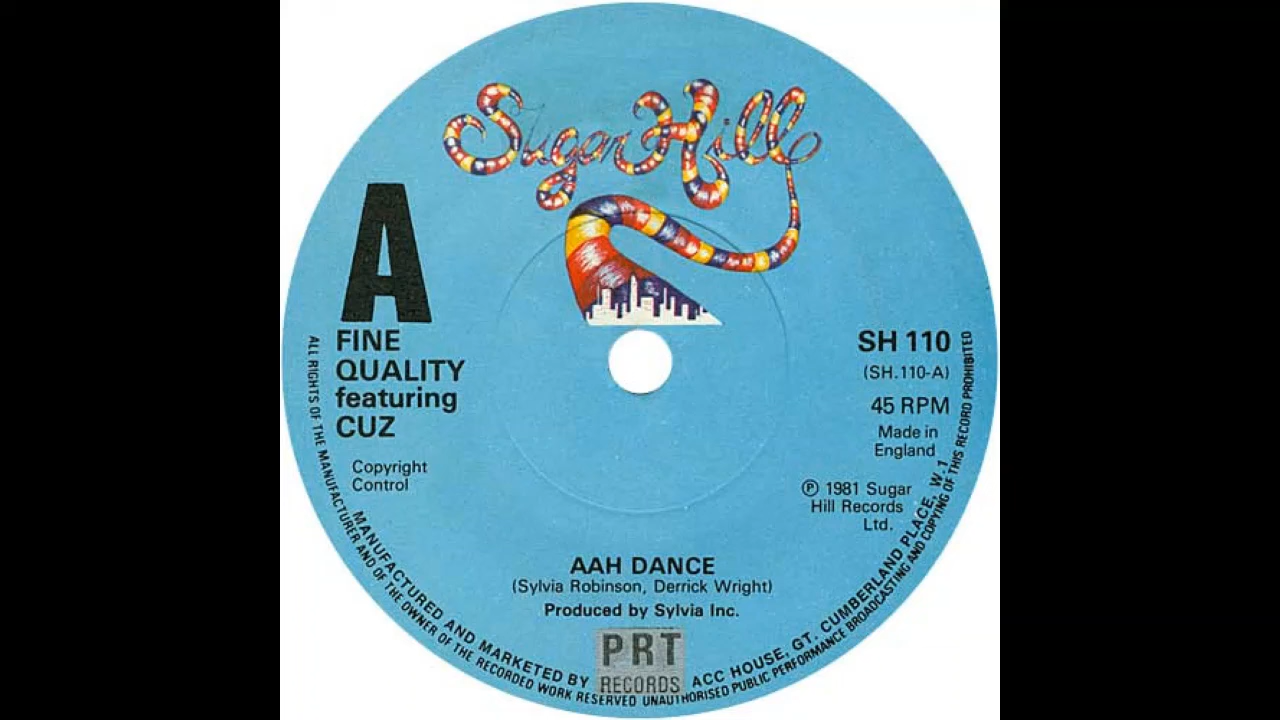 Sugar Hill
A
FINE
QUALITY
featuring
CUZ
Copyright
Control
SH 110
(SH.110-A)
45 RPM
Made in
England
℗ 1981 Sugar
Hill Records
Ltd.
AAH DANCE
(Sylvia Robinson, Derrick Wright)
Produced by Sylvia Inc.
MANUFACTURED AND MARKETED BY PRT RECORDS ACC HOUSE, GT. CUMBERLAND PLACE, W.1
ALL RIGHTS OF THE MANUFACTURER AND OF THE OWNER OF THE RECORDED WORK RESERVED UNAUTHORISED PUBLIC PERFORMANCE BROADCASTING AND COPYING OF THIS RECORD PROHIBITED